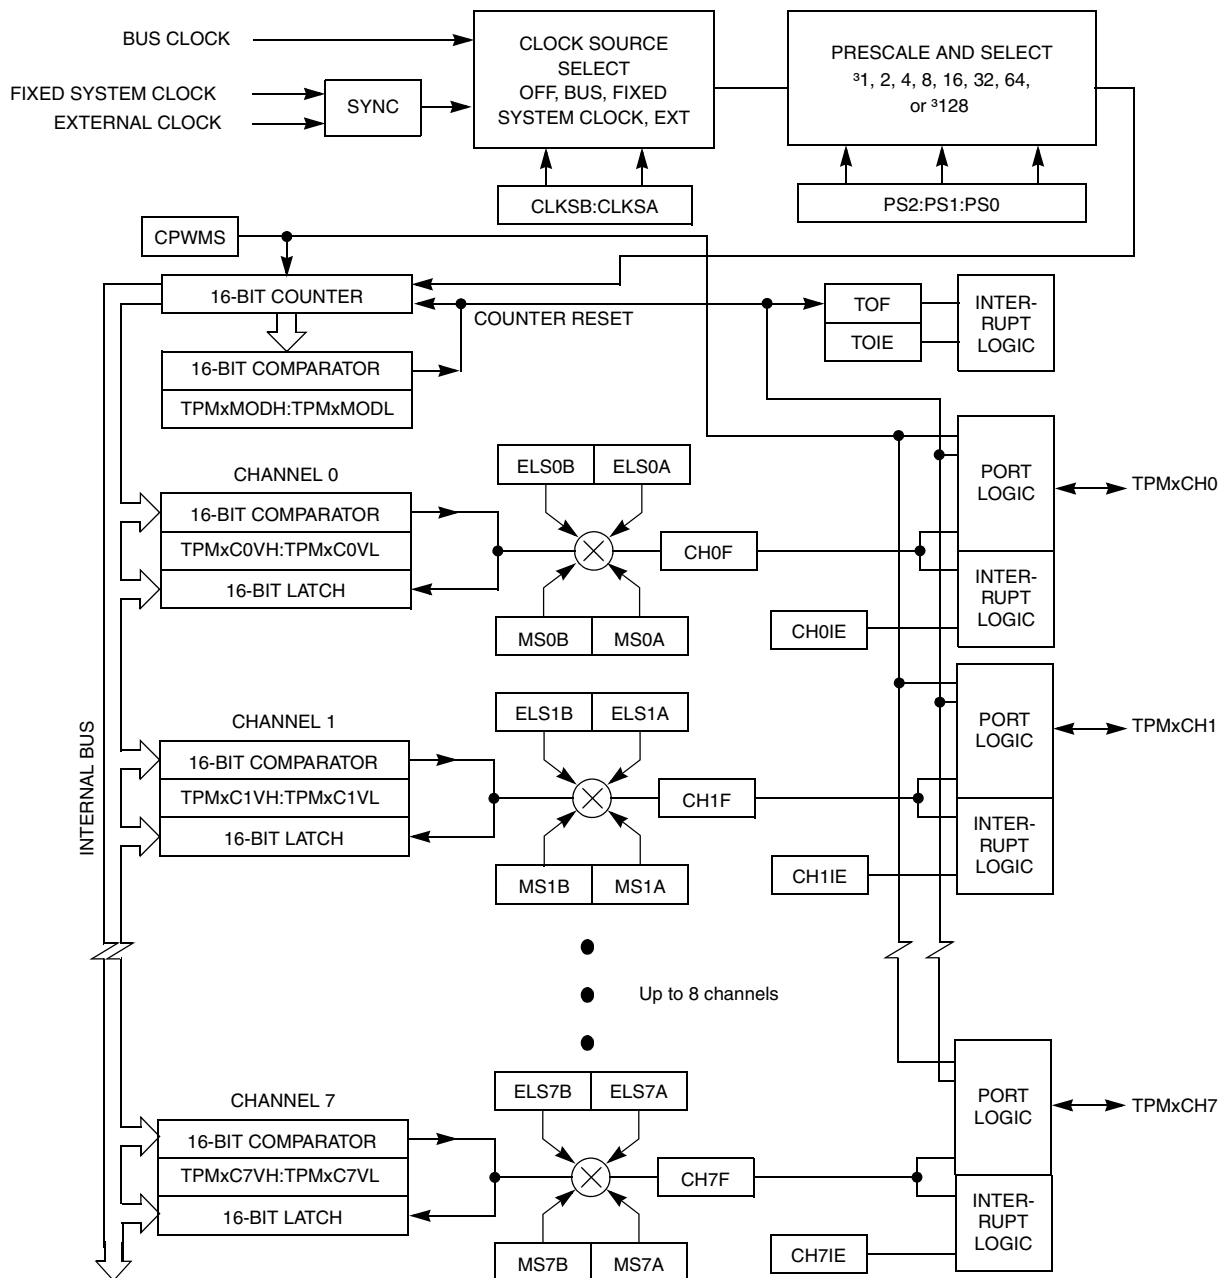 BUS CLOCK
FIXED SYSTEM CLOCK
EXTERNAL CLOCK
SYNC
CLOCK SOURCE
SELECT
OFF, BUS, FIXED
SYSTEM CLOCK, EXT
PRESCALE AND SELECT
³1, 2, 4, 8, 16, 32, 64,
or ³128
CLKSB:CLKSA
PS2:PS1:PS0
CPWMS
16-BIT COUNTER
COUNTER RESET
TOF
TOIE
INTER-
RUPT
LOGIC
16-BIT COMPARATOR
TPMxMODH:TPMxMODL
INTERNAL BUS
CHANNEL 0
16-BIT COMPARATOR
TPMxC0VH:TPMxC0VL
16-BIT LATCH
ELS0B
ELS0A
MS0B
MS0A
CH0F
CH0IE
PORT
LOGIC
INTER-
RUPT
LOGIC
TPMxCH0
CHANNEL 1
16-BIT COMPARATOR
TPMxC1VH:TPMxC1VL
16-BIT LATCH
ELS1B
ELS1A
MS1B
MS1A
CH1F
CH1IE
PORT
LOGIC
INTER-
RUPT
LOGIC
TPMxCH1
Up to 8 channels
CHANNEL 7
16-BIT COMPARATOR
TPMxC7VH:TPMxC7VL
16-BIT LATCH
ELS7B
ELS7A
MS7B
MS7A
CH7F
CH7IE
PORT
LOGIC
INTER-
RUPT
LOGIC
TPMxCH7